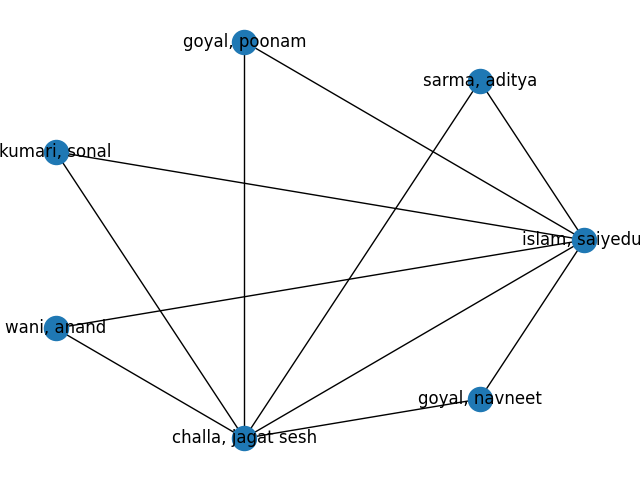 goyal, poonam
sarma, aditya
kumari, sonal
islam, saiyedu
wani, anand
goyal, navneet
challa, jagat sesh